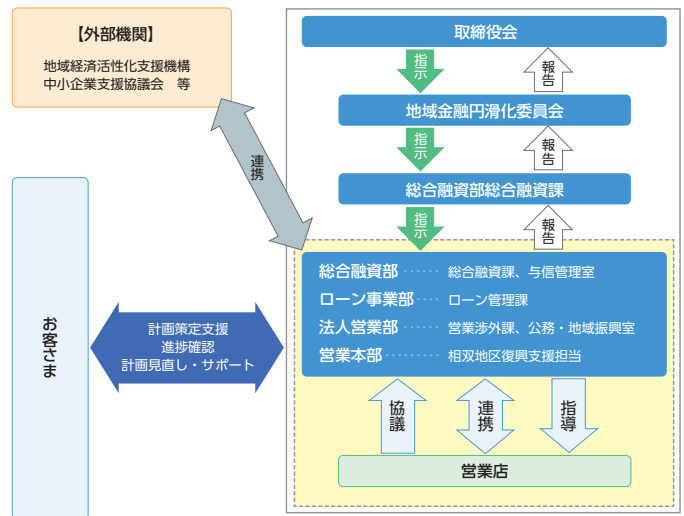 【外部機関】
地域経済活性化支援機構
中小企業支援協議会 等
連携
お客さま
計画策定支援
進捗確認
計画見直し・サポート
取締役会
指示
報告
地域金融円滑化委員会
指示
報告
総合融資部総合融資課
指示
報告
総合融資部 …… 総合融資課、与信管理室
ローン事業部 …… ローン管理課
法人営業部 …… 営業渉外課、公務・地域振興室
営業本部 …… 相双地区復興支援担当
協議
連携
指導
営業店